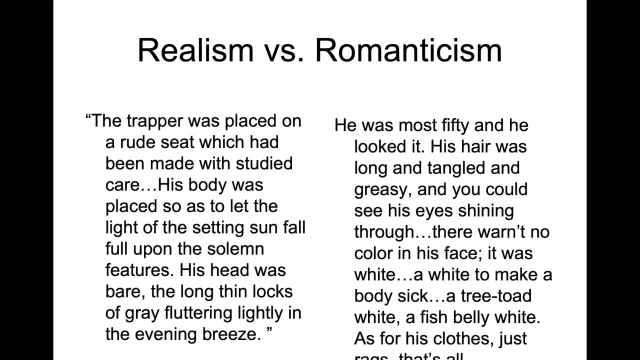 Realism vs. Romanticism
“The trapper was placed on
a rude seat which had
been made with studied
care…His body was
placed so as to let the
light of the setting sun fall
full upon the solemn
features. His head was
bare, the long thin locks
of gray fluttering lightly in
the evening breeze. ”
He was most fifty and he
looked it. His hair was
long and tangled and
greasy, and you could
see his eyes shining
through…there warn’t no
color in his face; it was
white…a white to make a
body sick…a tree-toad
white, a fish belly white.
As for his clothes, just
rags, that’s all